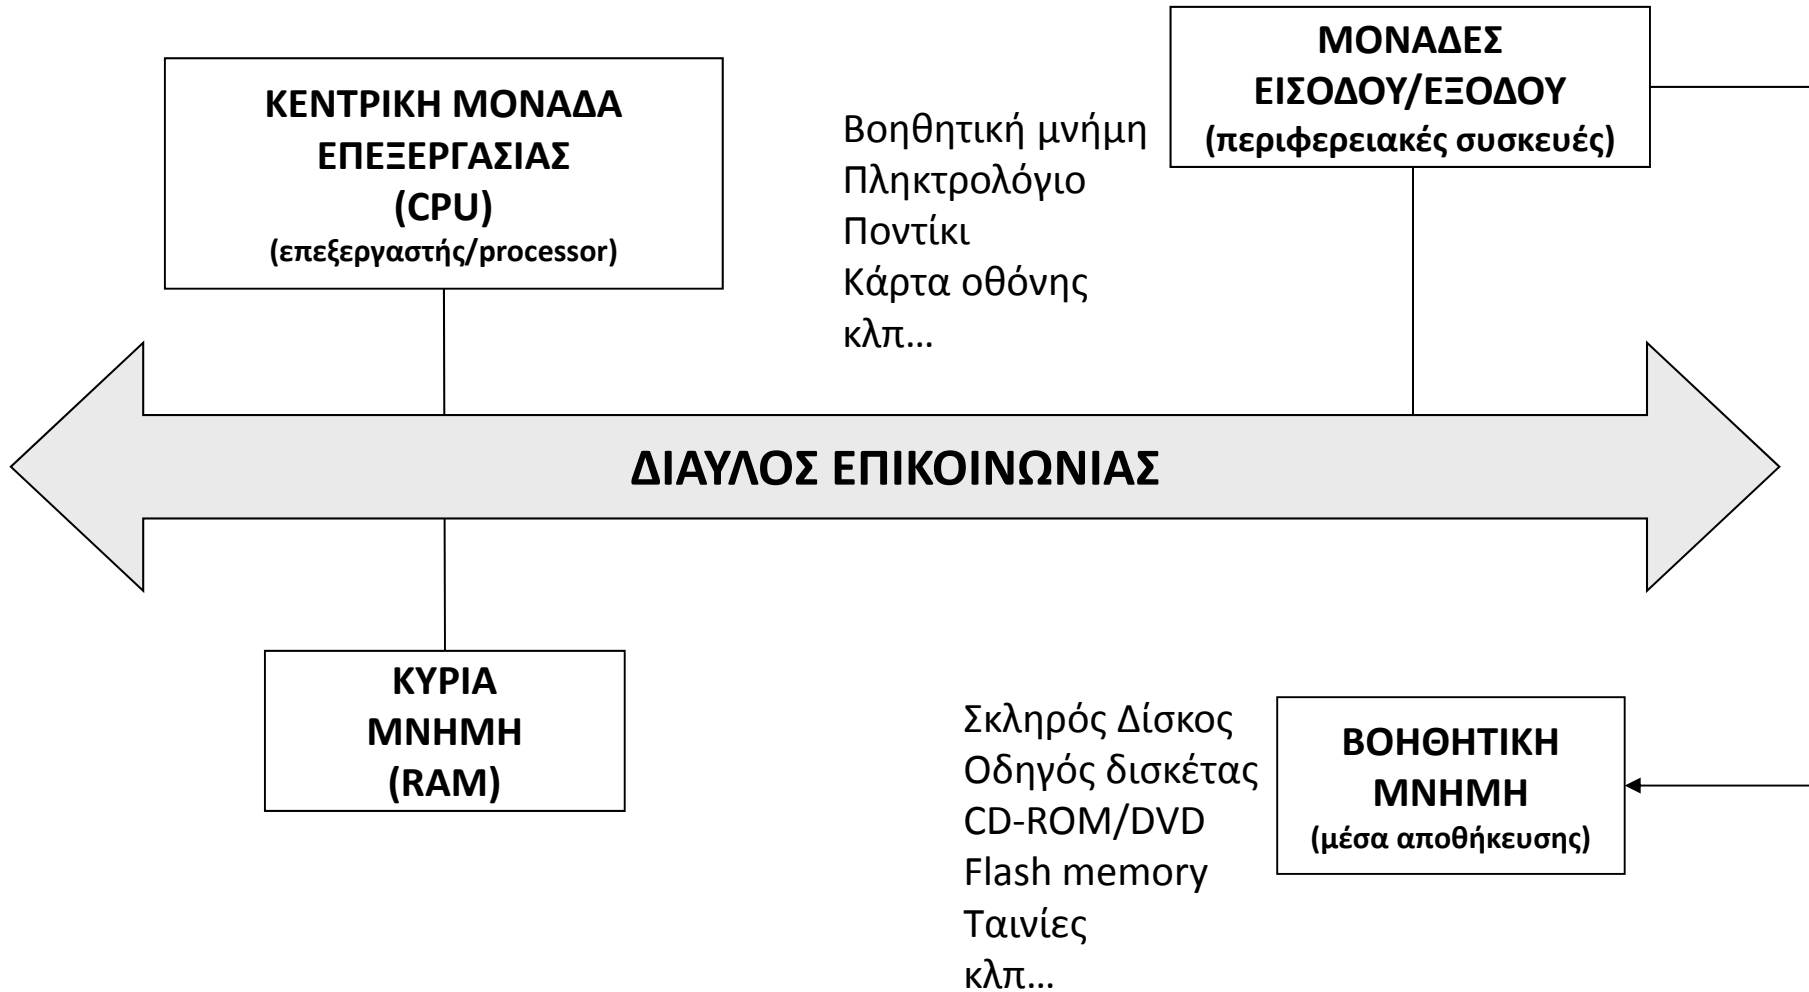 ΚΕΝΤΡΙΚΗ ΜΟΝΑΔΑ
ΕΠΕΞΕΡΓΑΣΙΑΣ
(CPU)
(επεξεργαστής/processor)
Βοηθητική μνήμη
Πληκτρολόγιο
Ποντίκι
Κάρτα οθόνης
κλπ...
ΜΟΝΑΔΕΣ
ΕΙΣΟΔΟΥ/ΕΞΟΔΟΥ
(περιφερειακές συσκευές)
ΔΙΑΥΛΟΣ ΕΠΙΚΟΙΝΩΝΙΑΣ
ΚΥΡΙΑ
ΜΝΗΜΗ
(RAM)
Σκληρός Δίσκος
Οδηγός δισκέτας
CD-ROM/DVD
Flash memory
Ταινίες
κλπ...
ΒΟΗΘΗΤΙΚΗ
ΜΝΗΜΗ
(μέσα αποθήκευσης)